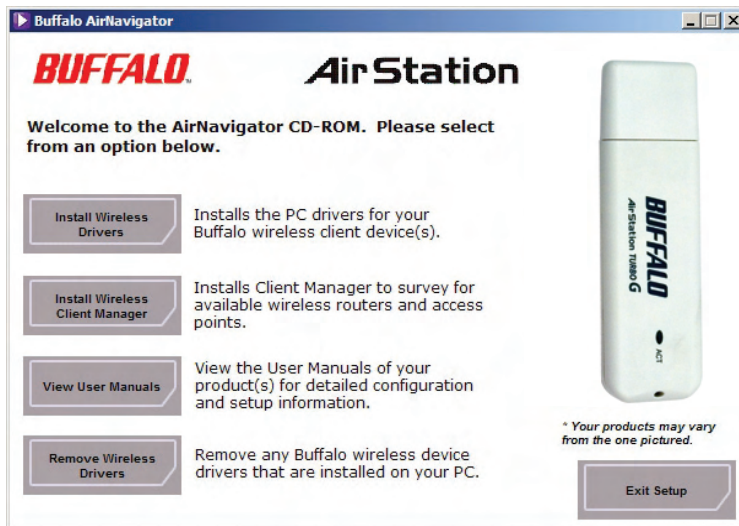 Buffalo AirNavigator
BUFFALO
AirStation
Welcome to the AirNavigator CD-ROM. Please select
from an option below.
Install Wireless
Drivers
Installs the PC drivers for your
Buffalo wireless client device(s).
Install Wireless
Client Manager
Installs Client Manager to survey for
available wireless routers and access
points.
View User Manuals
View the User Manuals of your
product(s) for detailed configuration
and setup information.
Remove Wireless
Drivers
Remove any Buffalo wireless device
drivers that are installed on your PC.
BUFFALO
AirStation TURBO G
ACT
* Your products may vary
from the one pictured.
Exit Setup